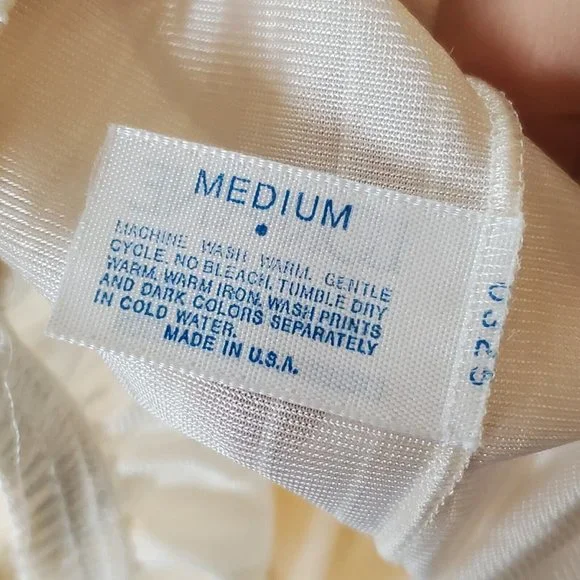 MEDIUM
MACHINE WASH WARM, GENTLE
CYCLE. NO BLEACH. TUMBLE DRY
WARM. WARM IRON. WASH PRINTS
AND DARK COLORS SEPARATELY
IN COLD WATER.
MADE IN U.S.A.